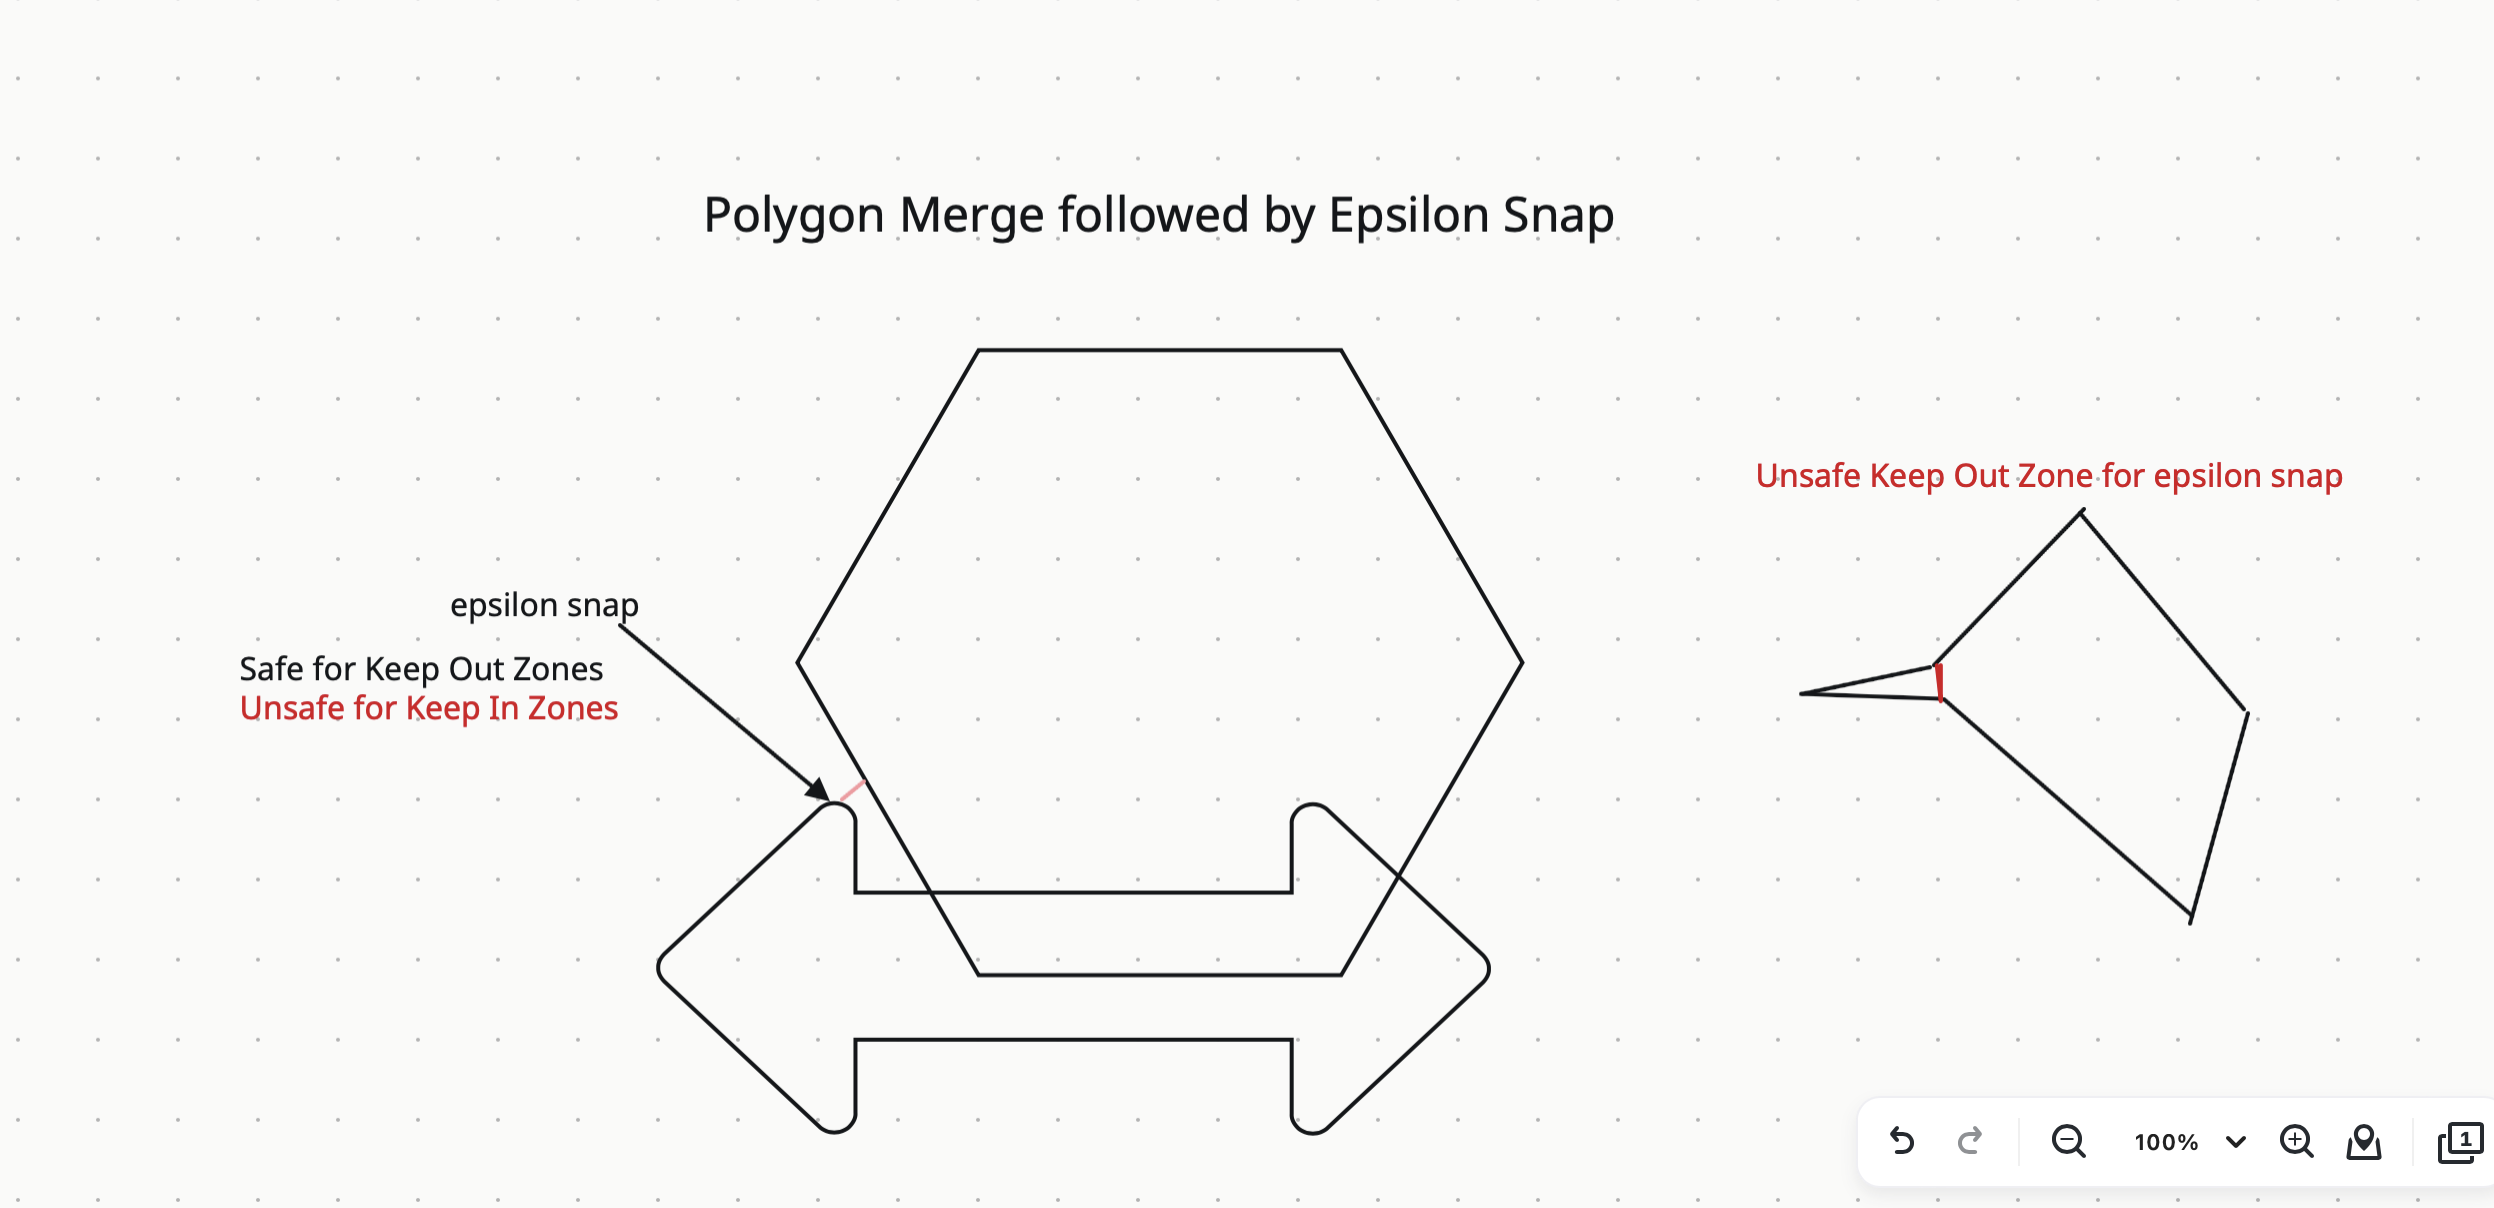 Polygon Merge followed by Epsilon Snap
Unsafe Keep Out Zone for epsilon snap
epsilon snap
Safe for Keep Out Zones
Unsafe for Keep In Zones
100%
1